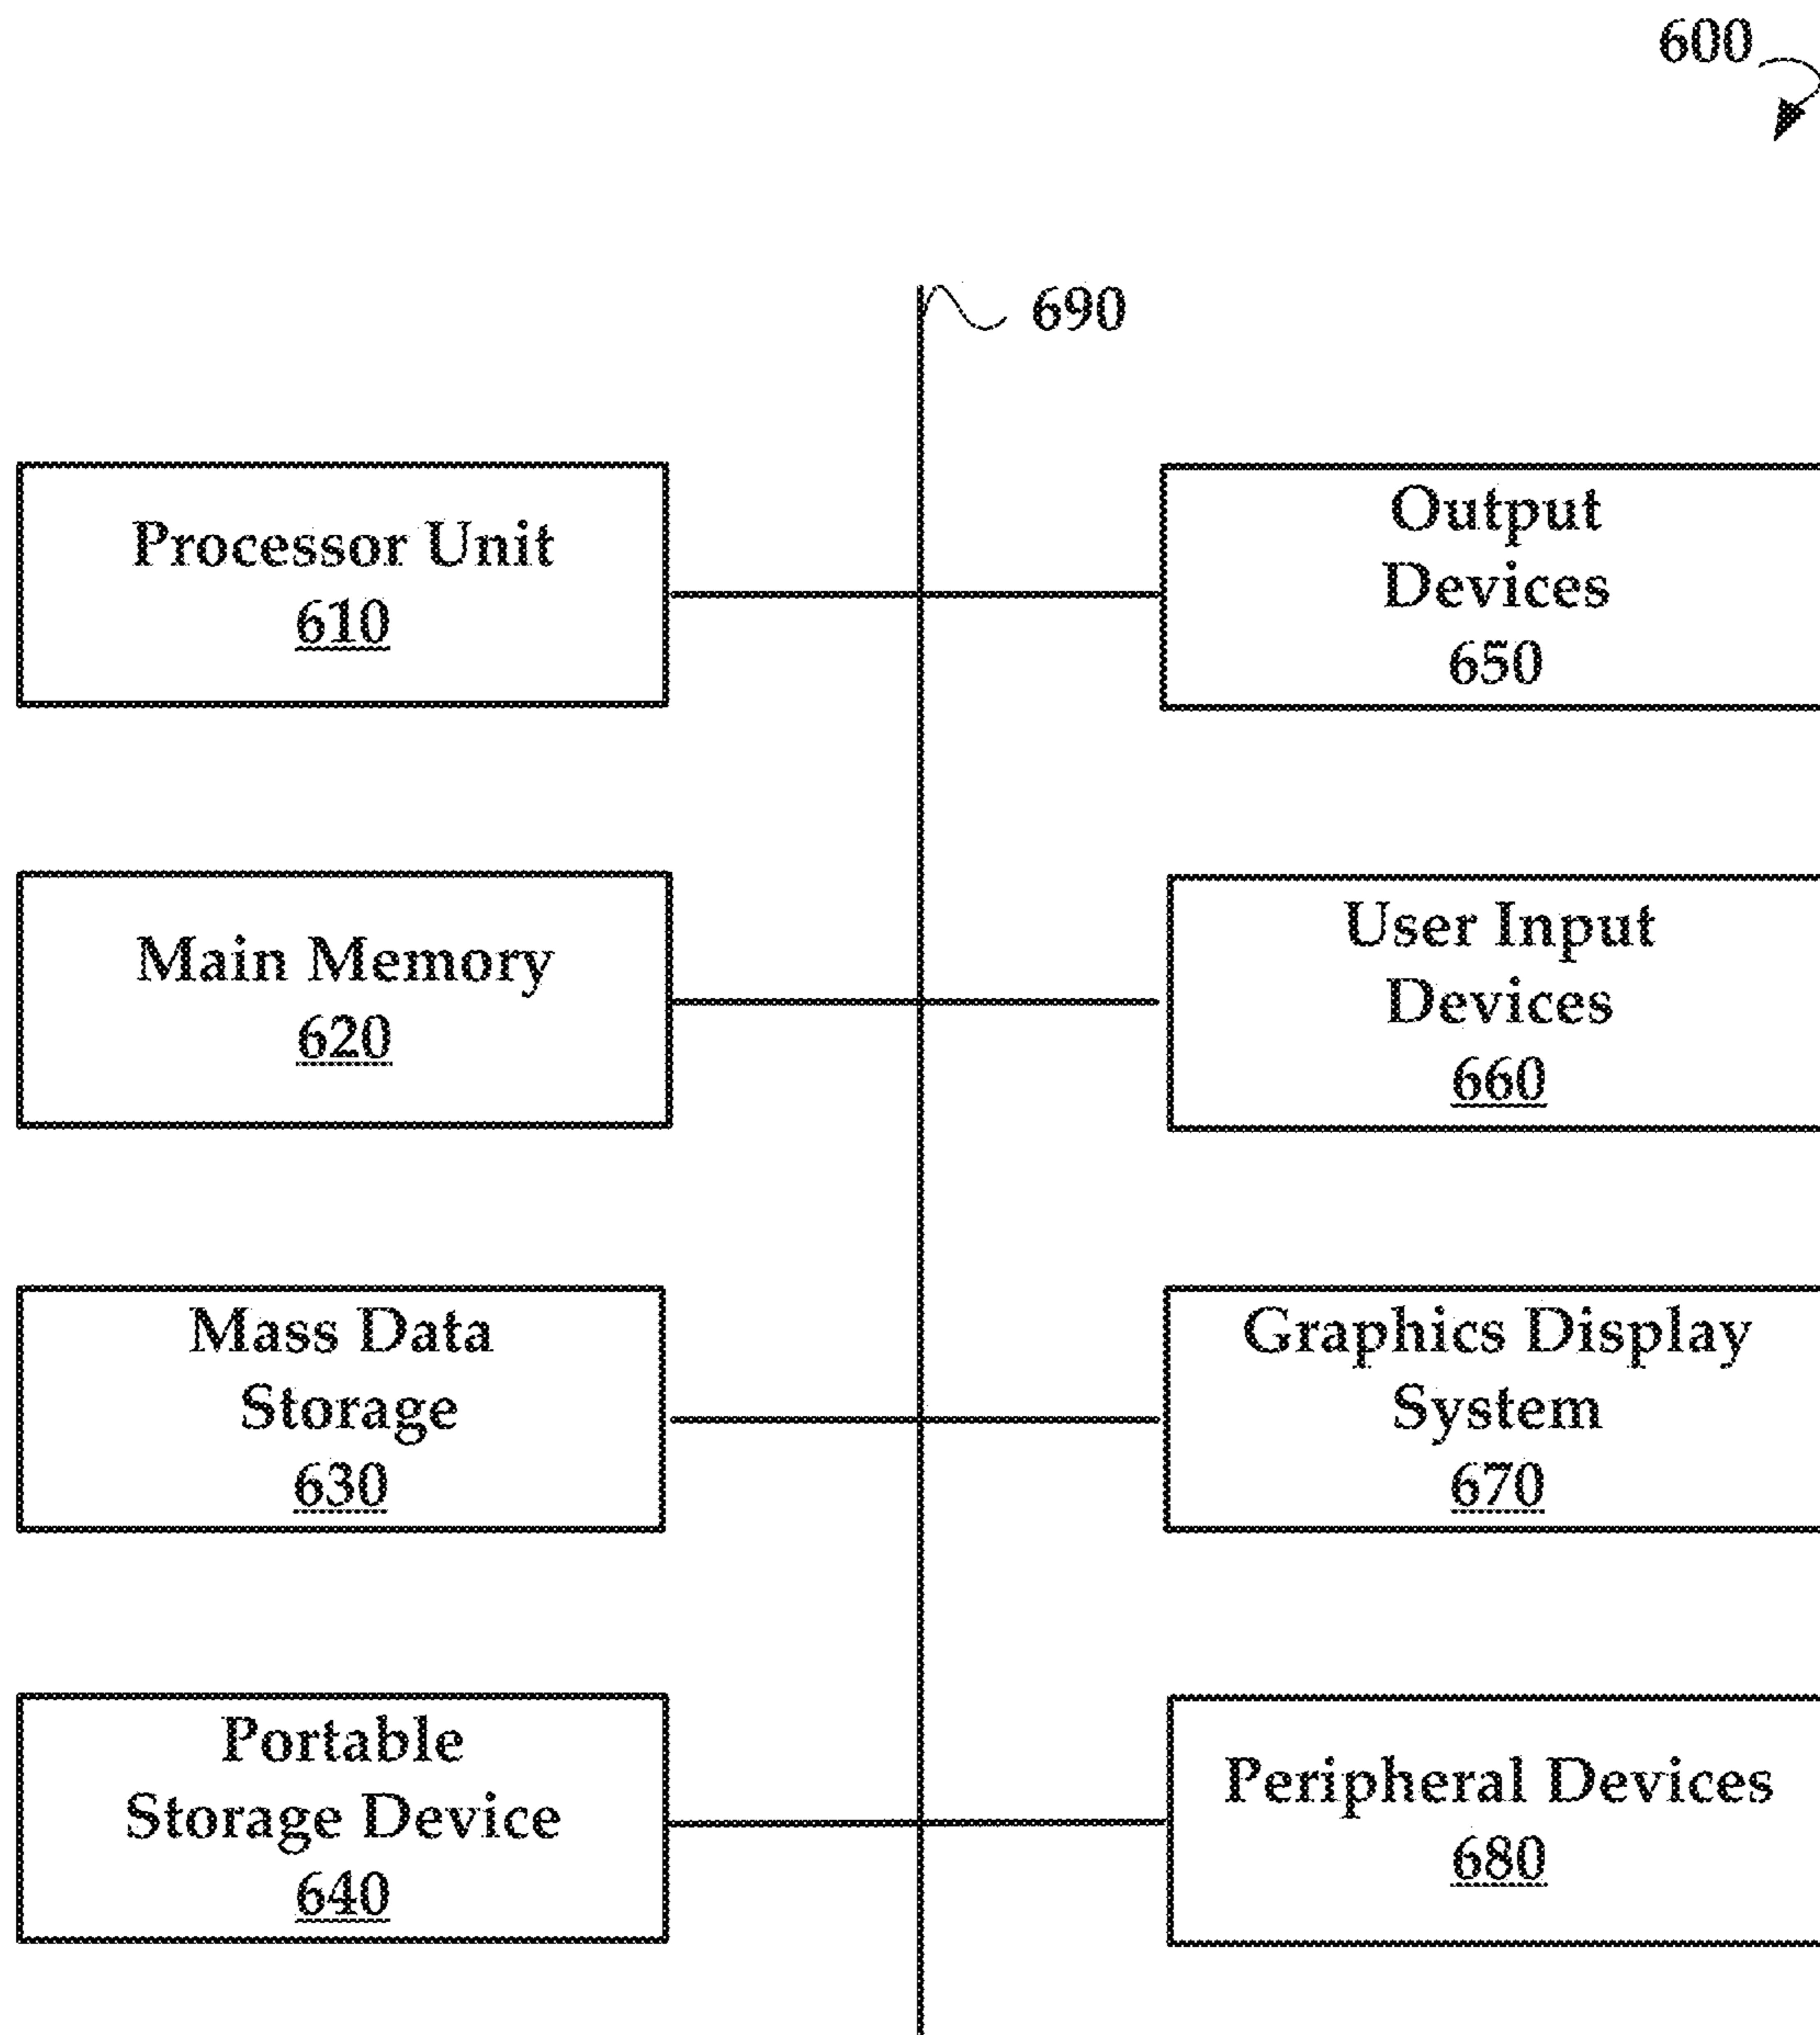 600
690
Processor Unit
610
Output
Devices
650
Main Memory
620
User Input
Devices
660
Mass Data
Storage
630
Graphics Display
System
670
Portable
Storage Device
640
Peripheral Devices
680